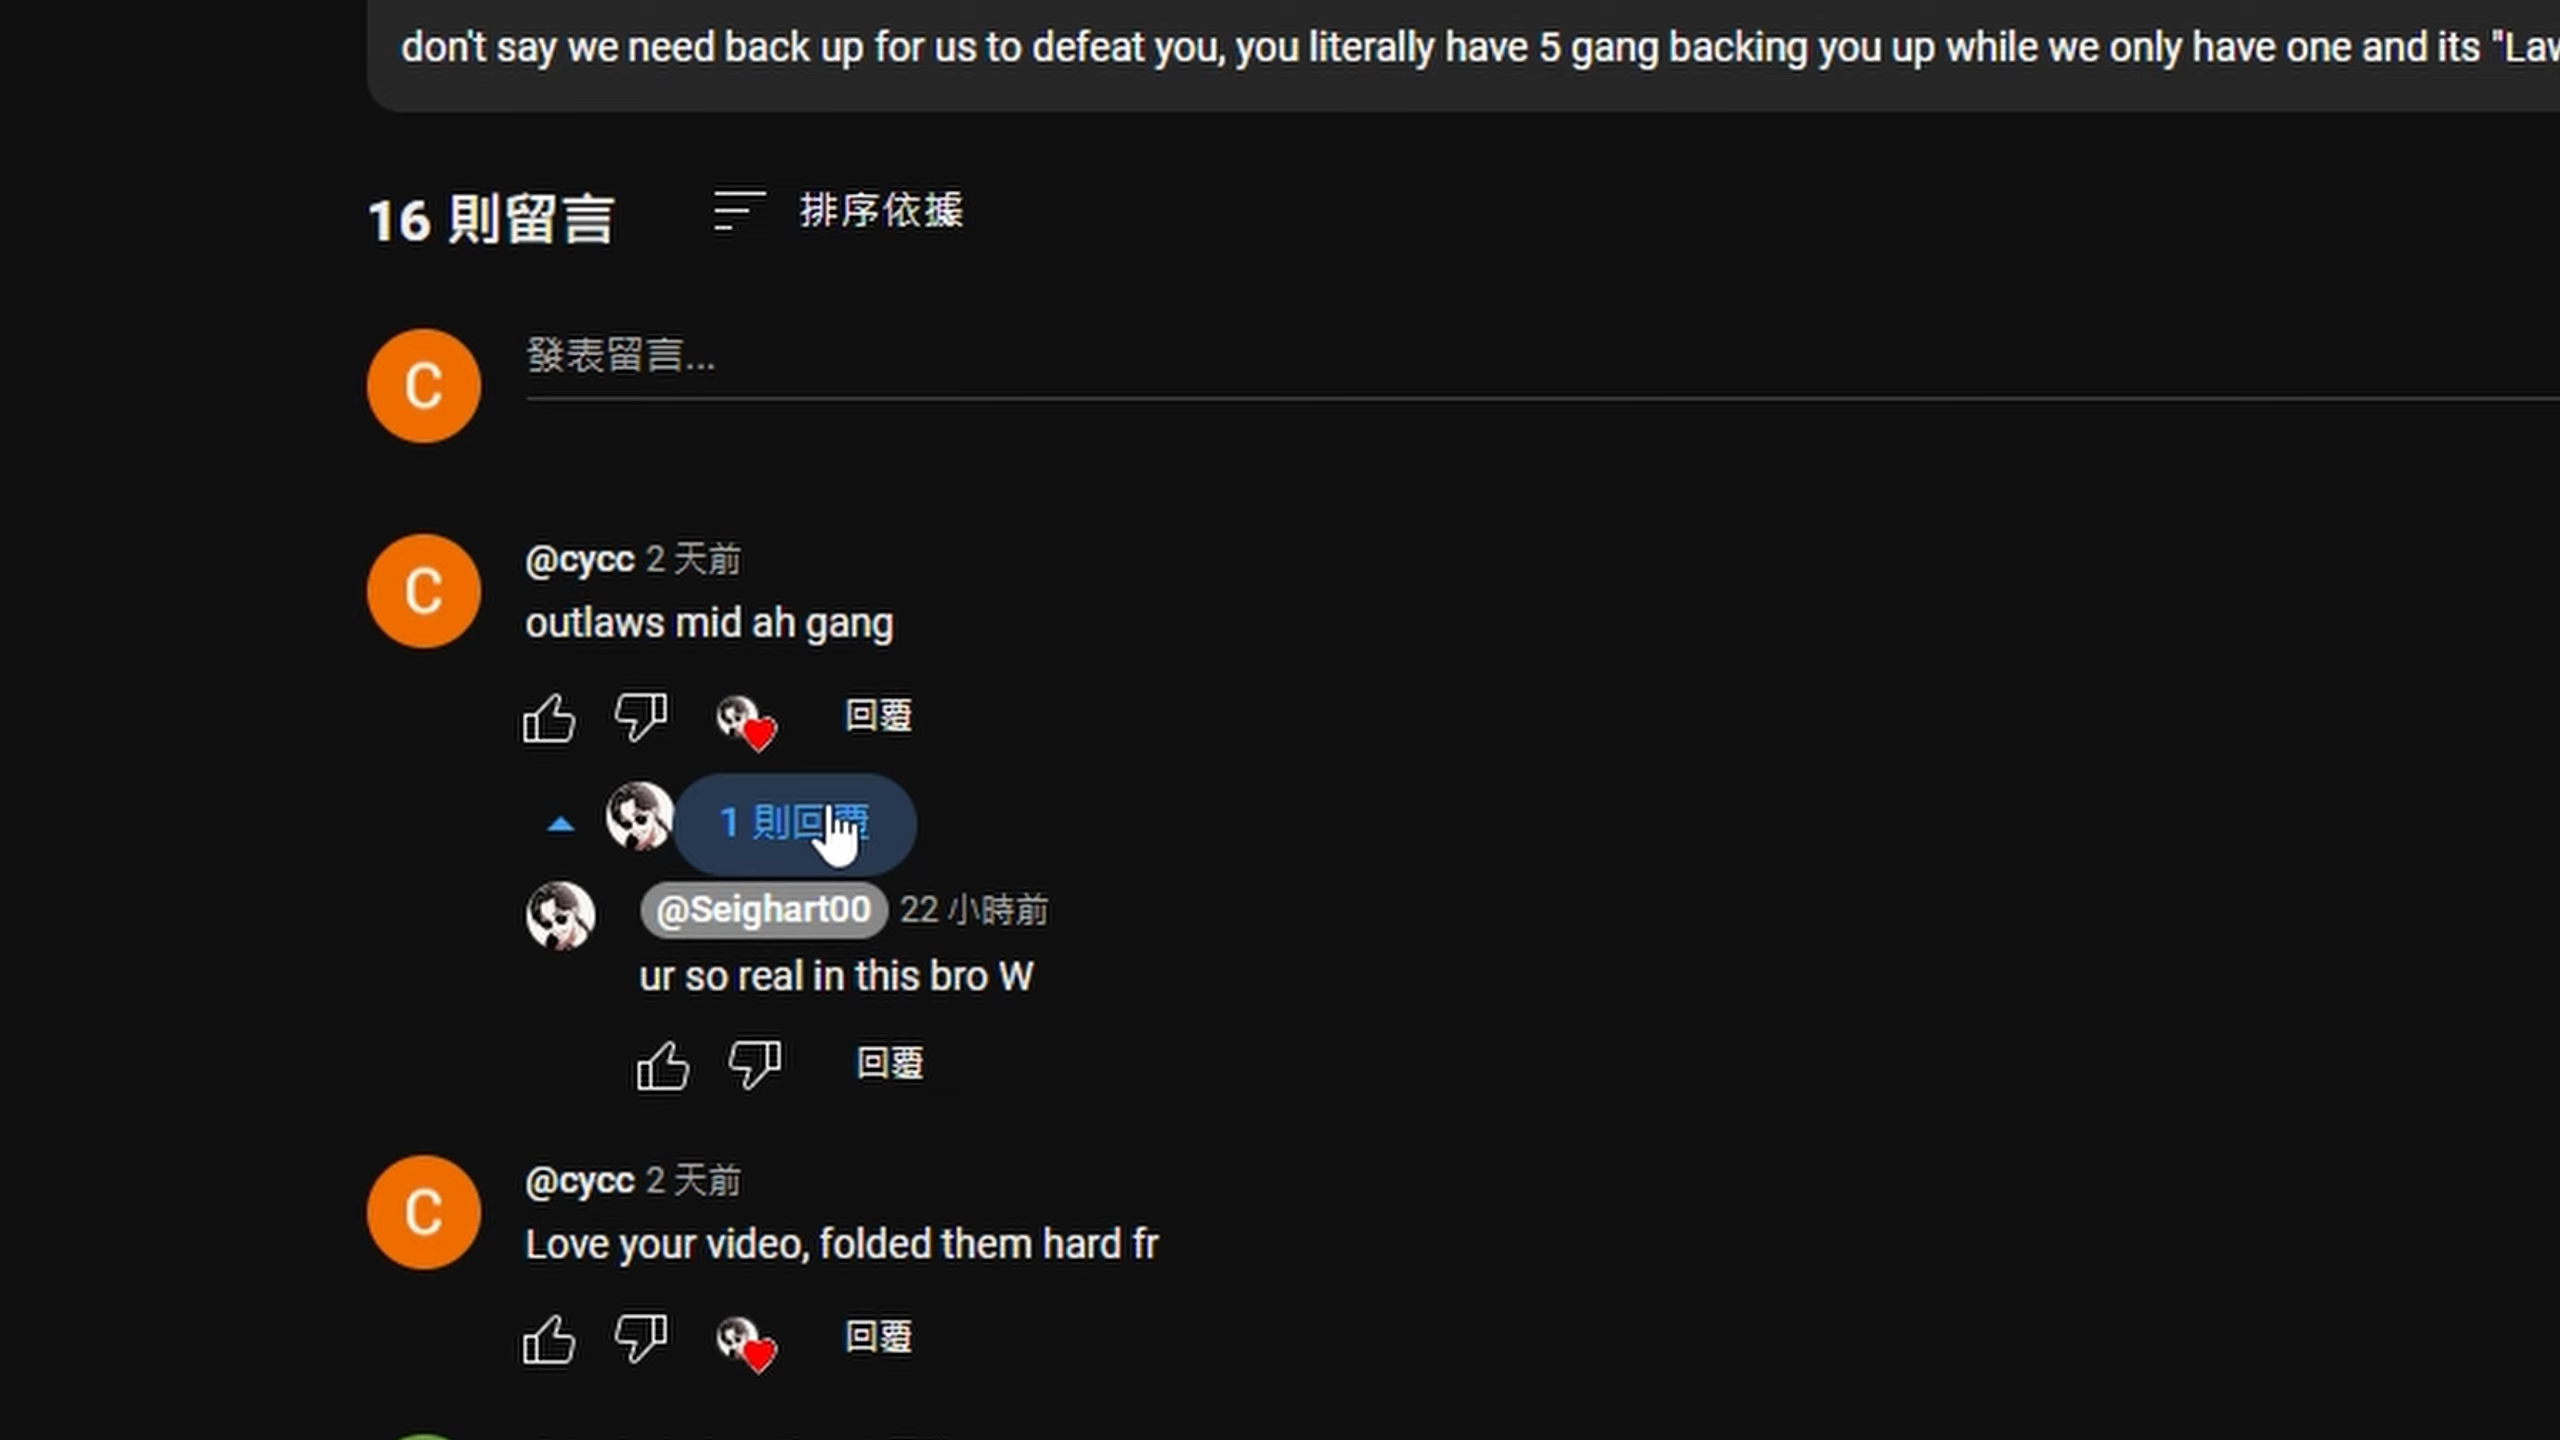 don't say we need back up for us to defeat you, you literally have 5 gang backing you up while we only have one and its
16 則留言 排序依據
C 發表留言...
C @cycc 2 天前
outlaws mid ah gang
回覆
1 則回覆
@Seighart00 22 小時前
ur so real in this bro W
回覆
C @cycc 2 天前
Love your video, folded them hard fr
回覆